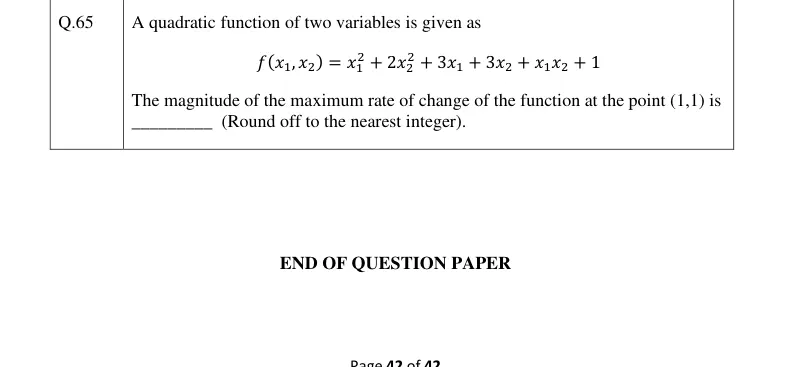 Q.65
A quadratic function of two variables is given as
f(x₁, x₂) = x₁² + 2x₂² + 3x₁ + 3x₂ + x₁x₂ + 1
The magnitude of the maximum rate of change of the function at the point (1,1) is
_________ (Round off to the nearest integer).
END OF QUESTION PAPER
Page 42 of 42